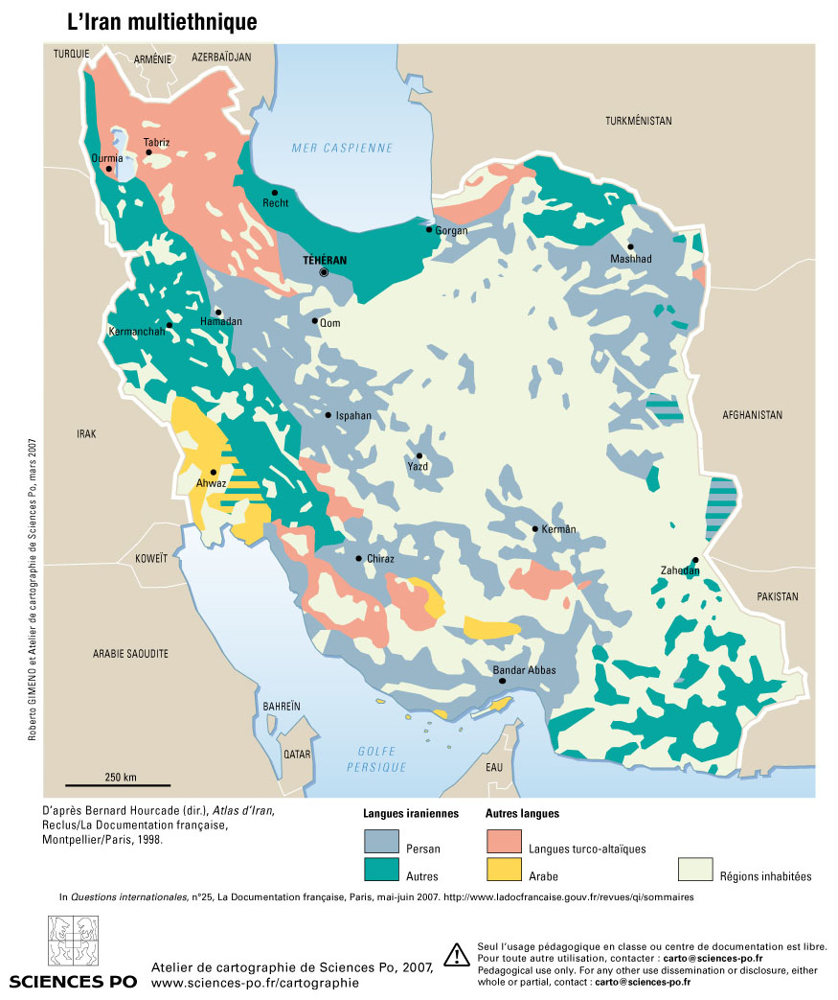 L'Iran multiethnique
TURQUIE
ARMÉNIE
AZERBAÏDJAN
TURKMÉNISTAN
MER CASPIENNE
Tabriz
Ourmia
Recht
Gorgan
TÉHÉRAN
Mashhad
Hamadan
Qom
Kermanchah
Ispahan
AFGHANISTAN
IRAK
Yazd
Ahwaz
Kermân
KOWEÏT
Chiraz
Zahedan
PAKISTAN
ARABIE SAOUDITE
Bandar Abbas
BAHREÏN
QATAR
GOLFE
PERSIQUE
EAU
250 km
Roberto GIMENO et Atelier de cartographie de Sciences Po, mars 2007
D'après Bernard Hourcade (dir.), Atlas d'Iran,
Reclus/La Documentation française,
Montpellier/Paris, 1998.
Langues iraniennes
Persan
Autres
Autres langues
Langues turco-altaïques
Arabe
Régions inhabitées
In Questions internationales, n°25, La Documentation française, Paris, mai-juin 2007. http://www.ladocfrancaise.gouv.fr/revues/qi/sommaires
SCIENCES PO
Atelier de cartographie de Sciences Po, 2007,
www.sciences-po.fr/cartographie
Seul l'usage pédagogique en classe ou centre de documentation est libre.
Pour toute autre utilisation, contacter : carto@sciences-po.fr
Pedagogical use only. For any other use dissemination or disclosure, either
whole or partial, contact : carto@sciences-po.fr